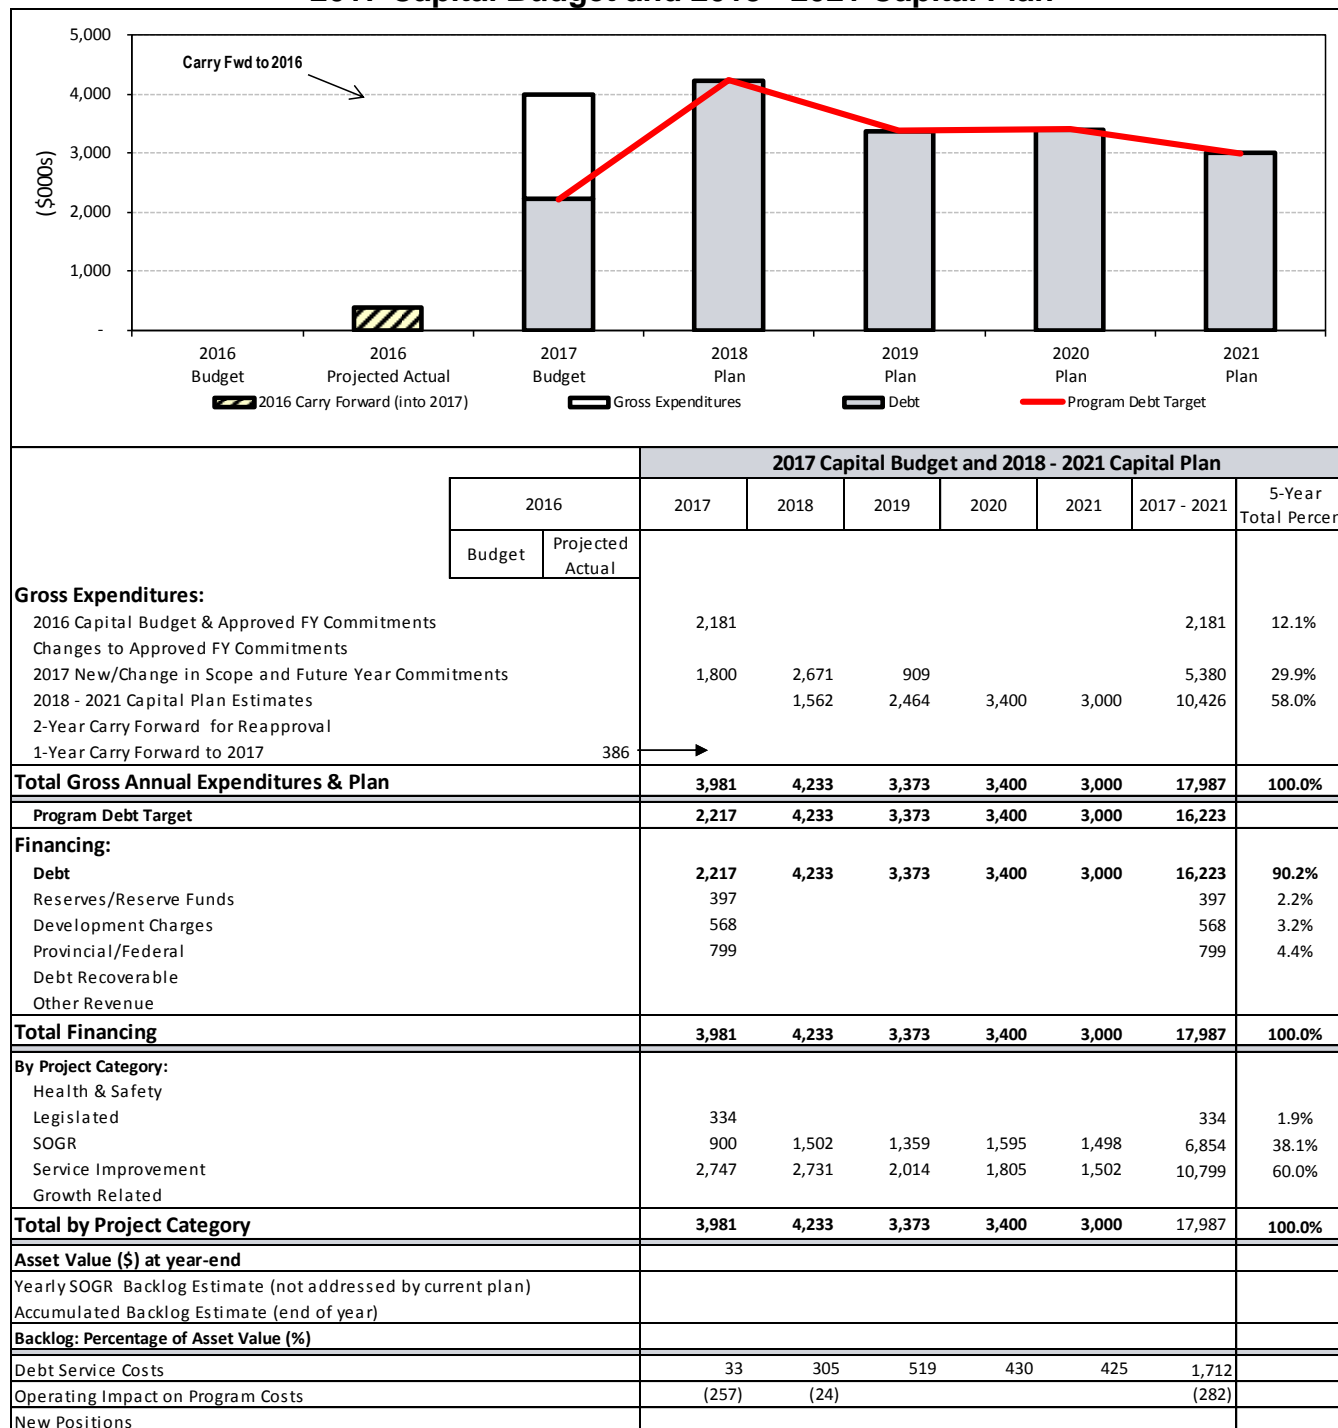 2017 Capital Budget and 2018 - 2021 Capital Plan
5,000
Carry Fwd to 2016
4,000
3,000
($000s)
2,000
1,000
-
2016 2016 2017 2018 2019 2020 2021
Budget Projected Actual Budget Plan Plan Plan Plan
2016 Carry Forward (into 2017) Gross Expenditures Debt Program Debt Target
2017 Capital Budget and 2018 - 2021 Capital Plan
2016 2017 2018 2019 2020 2021 2017 - 2021 5-Year
Total Percen
Budget Projected
Actual
Gross Expenditures:
2016 Capital Budget & Approved FY Commitments 2,181 2,181 12.1%
Changes to Approved FY Commitments
2017 New/Change in Scope and Future Year Commitments 1,800 2,671 909 5,380 29.9%
2018 - 2021 Capital Plan Estimates 1,562 2,464 3,400 3,000 10,426 58.0%
2-Year Carry Forward for Reapproval
1-Year Carry Forward to 2017 386
Total Gross Annual Expenditures & Plan 3,981 4,233 3,373 3,400 3,000 17,987 100.0%
Program Debt Target 2,217 4,233 3,373 3,400 3,000 16,223
Financing:
Debt 2,217 4,233 3,373 3,400 3,000 16,223 90.2%
Reserves/Reserve Funds 397 397 2.2%
Development Charges 568 568 3.2%
Provincial/Federal 799 799 4.4%
Debt Recoverable
Other Revenue
Total Financing 3,981 4,233 3,373 3,400 3,000 17,987 100.0%
By Project Category:
Health & Safety
Legislated 334 334 1.9%
SOGR 900 1,502 1,359 1,595 1,498 6,854 38.1%
Service Improvement 2,747 2,731 2,014 1,805 1,502 10,799 60.0%
Growth Related
Total by Project Category 3,981 4,233 3,373 3,400 3,000 17,987 100.0%
Asset Value ($) at year-end
Yearly SOGR Backlog Estimate (not addressed by current plan)
Accumulated Backlog Estimate (end of year)
Backlog: Percentage of Asset Value (%)
Debt Service Costs 33 305 519 430 425 1,712
Operating Impact on Program Costs (257) (24) (282)
New Positions